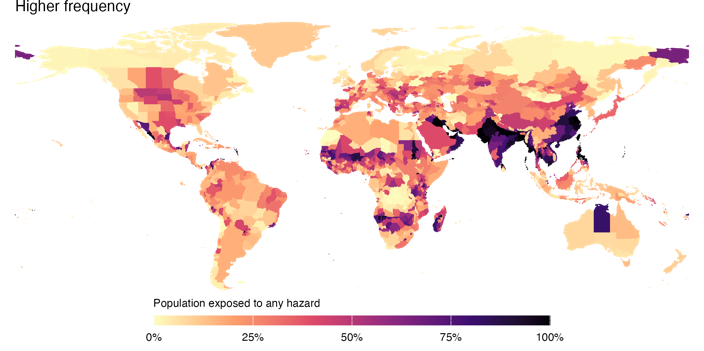 Higher frequency
Population exposed to any hazard
0% 25% 50% 75% 100%